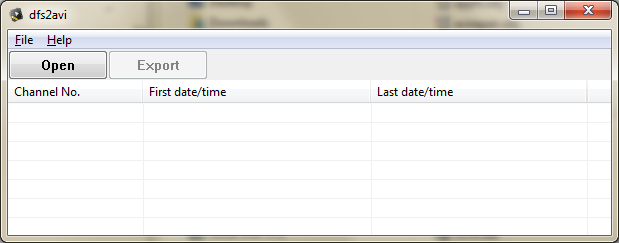 dfs2avi
File Help
Open Export
Channel No. First date/time Last date/time